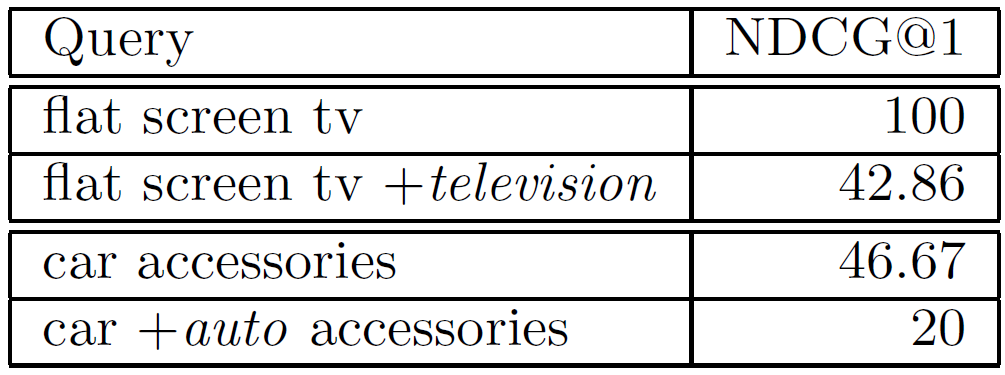 Query NDCG@1
flat screen tv 100
flat screen tv +television 42.86
car accessories 46.67
car +auto accessories 20